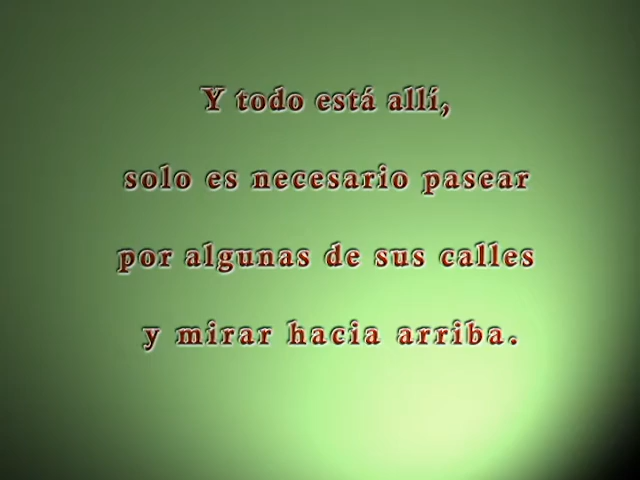 Y todo está allí,
solo es necesario pasear
por algunas de sus calles
y mirar hacia arriba.